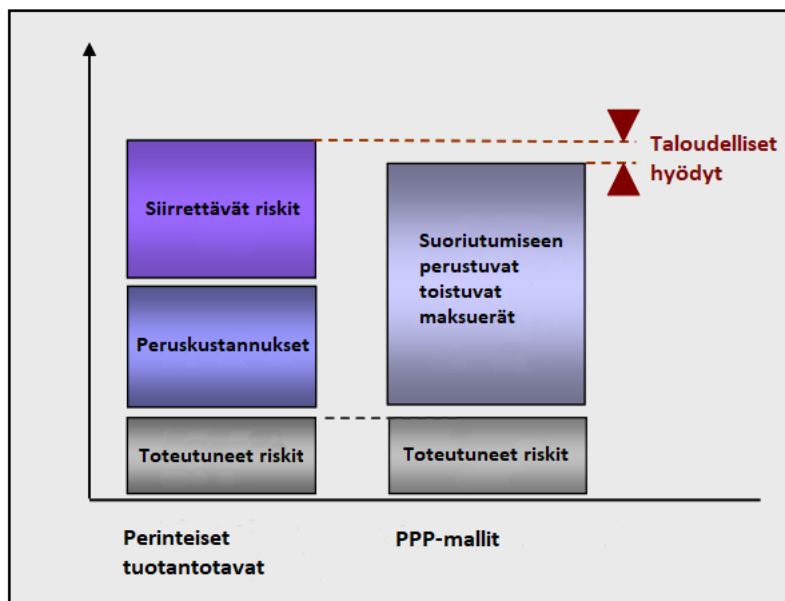 Taloudelliset
hyödyt
Siirrettävät riskit
Suoriutumiseen
perustuvat
toistuvat
maksuerät
Peruskustannukset
Toteutuneet riskit
Toteutuneet riskit
Perinteiset
tuotantotavat
PPP-mallit